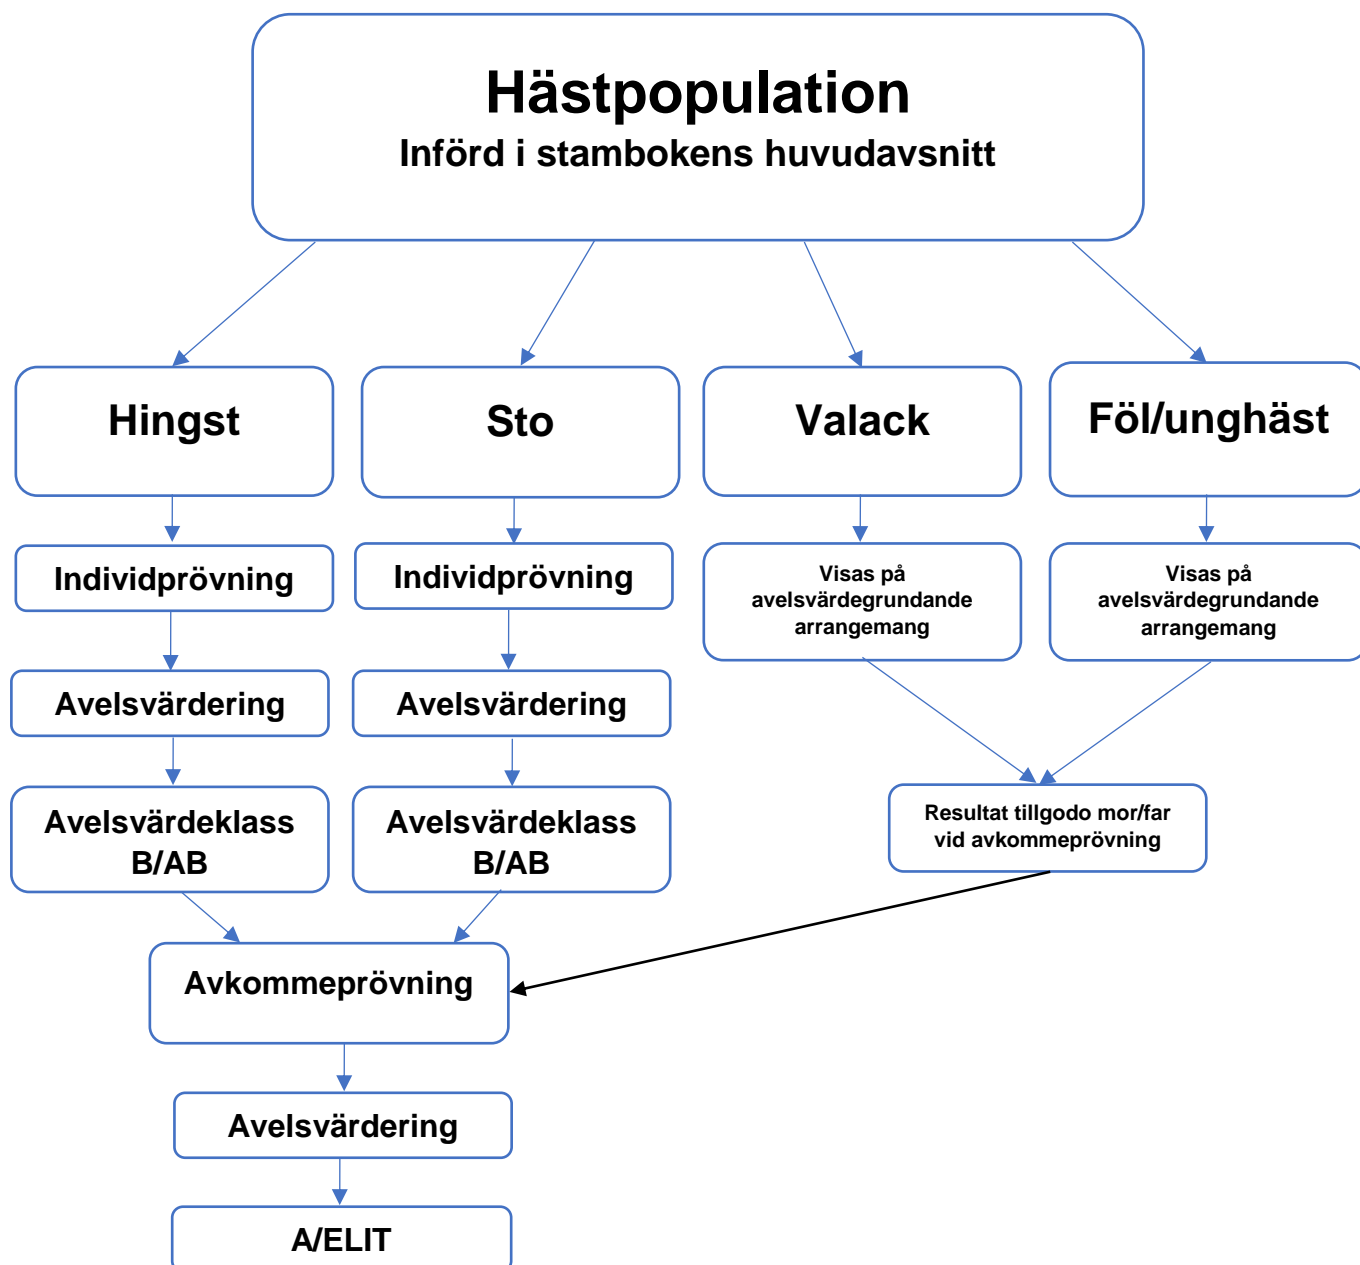 Hästpopulation
Införd i stambokens huvudavsnitt
Hingst
Sto
Valack
Föl/unghäst
Individprövning
Individprövning
Visas på
avelsvärdegrundande
arrangemang
Visas på
avelsvärdegrundande
arrangemang
Avelsvärdering
Avelsvärdering
Avelsvärdeklass
B/AB
Avelsvärdeklass
B/AB
Resultat tillgodo mor/far
vid avkommeprövning
Avkommeprövning
Avelsvärdering
A/ELIT